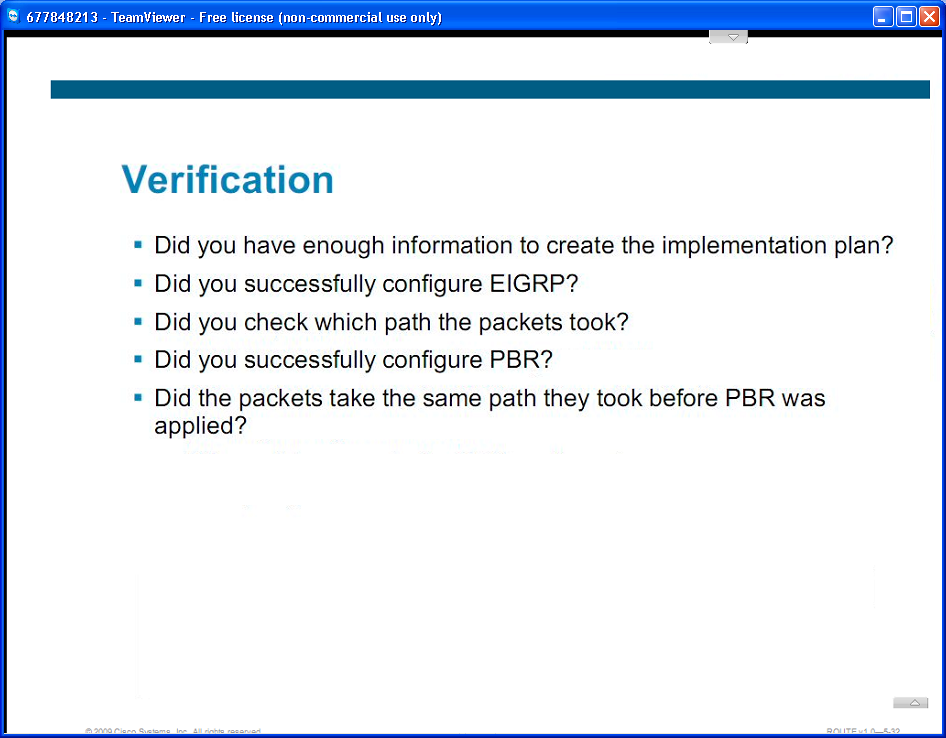 677848213 - TeamViewer - Free license (non-commercial use only)
Verification
Did you have enough information to create the implementation plan?
Did you successfully configure EIGRP?
Did you check which path the packets took?
Did you successfully configure PBR?
Did the packets take the same path they took before PBR was
applied?
© 2009 Cisco Systems, Inc. All rights reserved. ROUTE v1.0—5-32